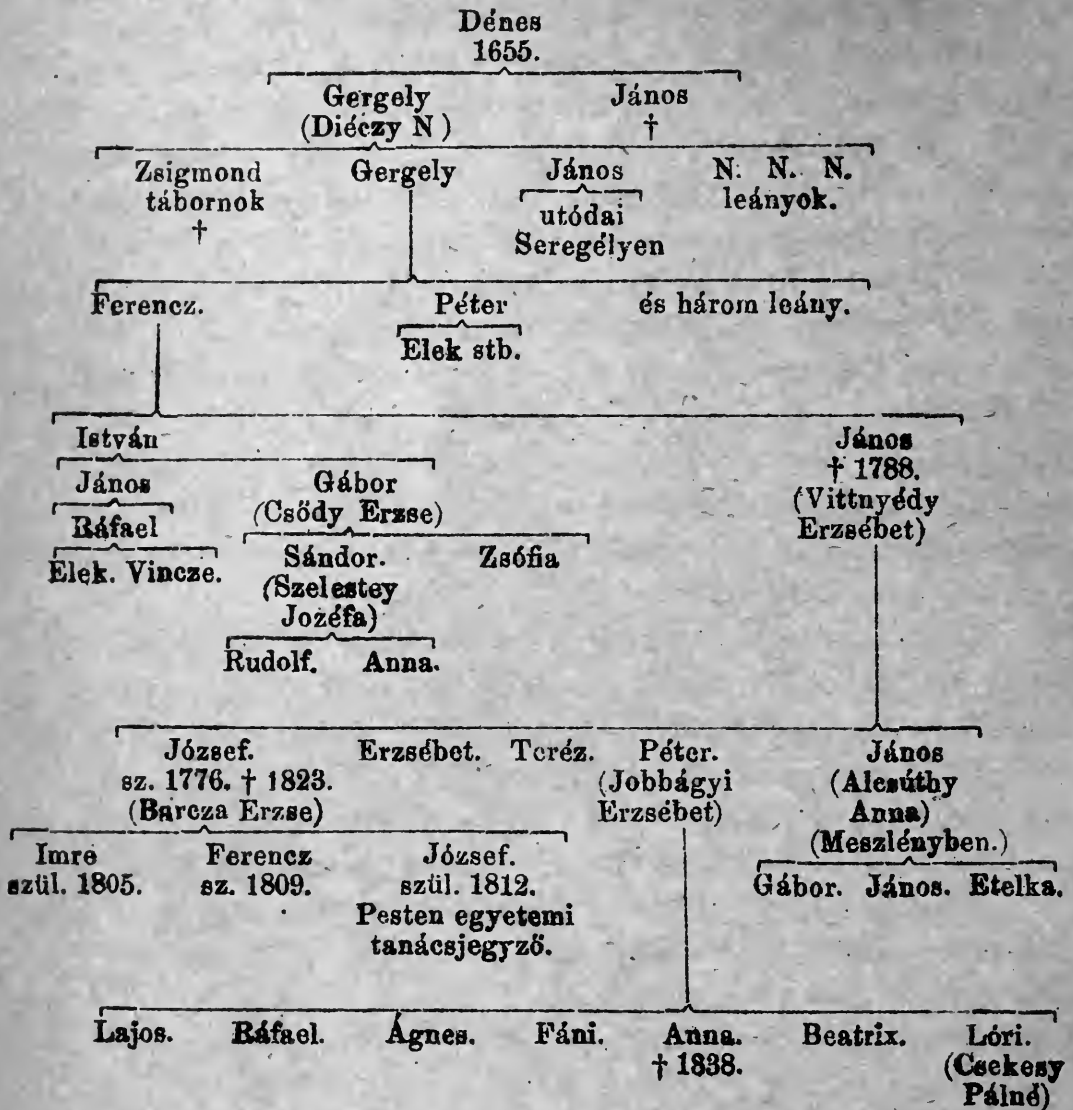 Dénes
1655.
Gergely János
(Diéczy N) †
Zsigmond Gergely János N. N. N.
tábornok utódai leányok.
† Seregélyen
Ferencz. Péter és három leány.
Elek stb.
István János
János Gábor † 1788.
(Csődy Erzse) (Vittnyédy
Ráfael Erzsébet)
Sándor. Zsófia
Elek. Vincze. (Szelestey
Jozéfa)
Rudolf. Anna.
József. Erzsébet. Teréz. Péter. János
sz. 1776. † 1823. (Jobbágyi (Alcsúthy
(Barcza Erzse) Erzsébet) Anna)
(Meszlényben.)
Imre Ferencz József.
szül. 1805. sz. 1809. szül. 1812. Gábor. János. Etelka.
Pesten egyetemi
tanácsjegyző.
Lajos. Ráfael. Ágnes. Fáni. Anna. Beatrix. Lóri.
† 1838. (Csekesy
Pálné)